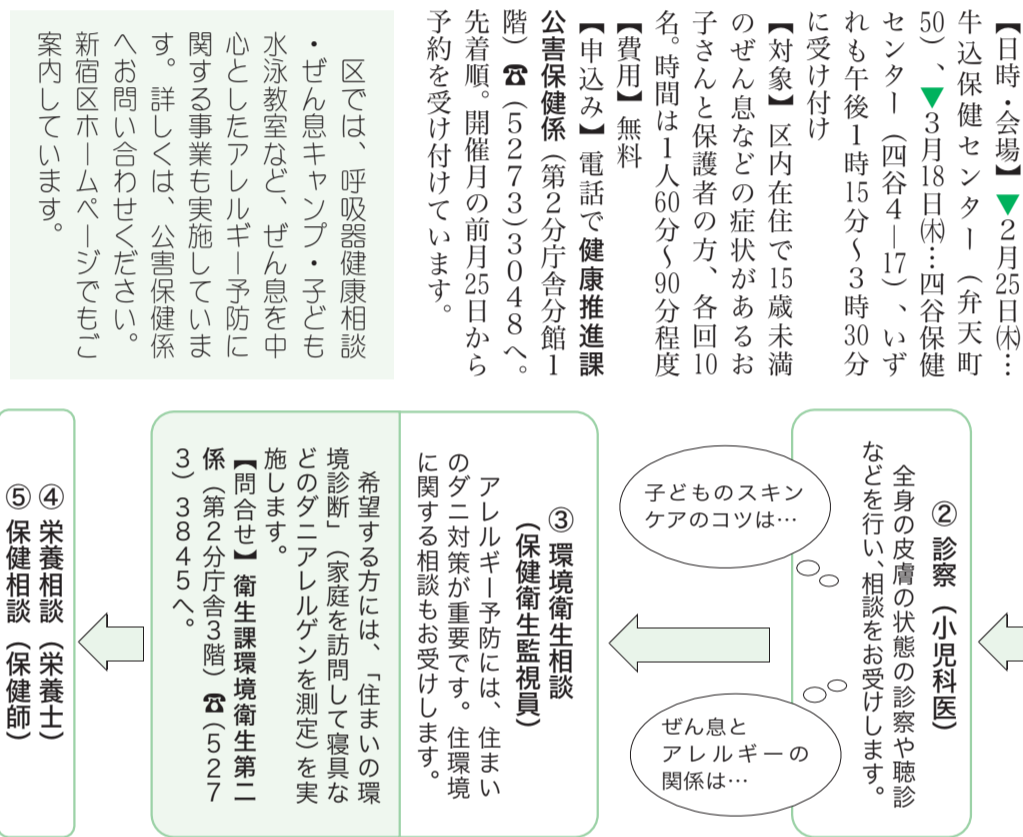 【日時・会場】▼2月25日㈭…
牛込保健センター（弁天町
50）、▼3月18日㈭…四谷保健
センター（四谷4―17）、いず
れも午後1時15分～3時30分
に受け付け
【対象】区内在住で15歳未満
のぜん息などの症状があるお
子さんと保護者の方、各回10
名。時間は1人60分～90分程度
【費用】無料
【申込み】電話で健康推進課
公害保健係（第2分庁舎分館1
階）☎（5273）3048へ。
先着順。開催月の前月25日から
予約を受け付けています。
区では、呼吸器健康相談
・ぜん息キャンプ・子ども
水泳教室など、ぜん息を中
心としたアレルギー予防に
関する事業も実施していま
す。詳しくは、公害保健係
へお問い合わせください。
新宿区ホームページでもご
案内しています。
② 診察（小児科医）
全身の皮膚の状態の診察や聴診
などを行い、相談をお受けします。
子どものスキン
ケアのコツは…
ぜん息と
アレルギーの
関係は…
③ 環境衛生相談
（保健衛生監視員）
アレルギー予防には、住まい
のダニ対策が重要です。住環境
に関する相談もお受けします。
希望する方には、「住まいの環
境診断」（家庭を訪問して寝具な
どのダニアレルゲンを測定）を実
施します。
【問合せ】衛生課環境衛生第二
係（第2分庁舎3階）☎（527
3）3845へ。
④ 栄養相談（栄養士）
⑤ 保健相談（保健師）